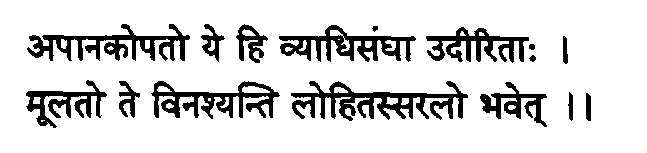 अपानकोपतो ये हि व्याधिसंघा उदीरिताः ।
मूलतो ते विनश्यन्ति लोहितस्सरलो भवेत् ।।